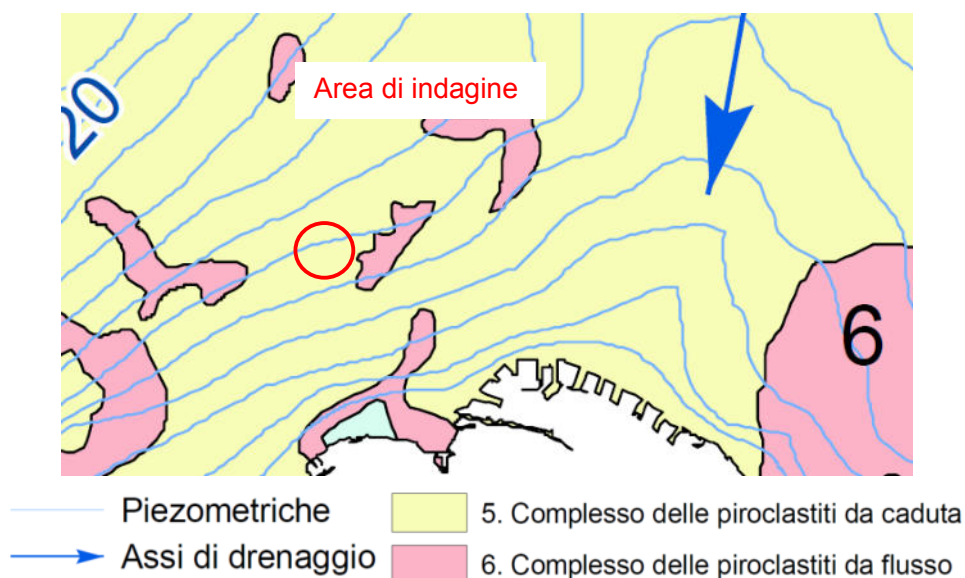 Area di indagine
20
6
Piezometriche
5. Complesso delle piroclastiti da caduta
Assi di drenaggio
6. Complesso delle piroclastiti da flusso